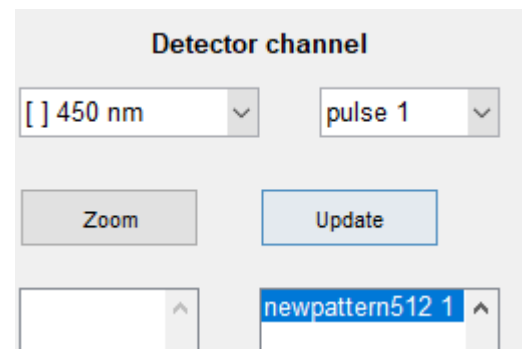 Detector channel
[ ] 450 nm pulse 1
Zoom Update
newpattern512 1